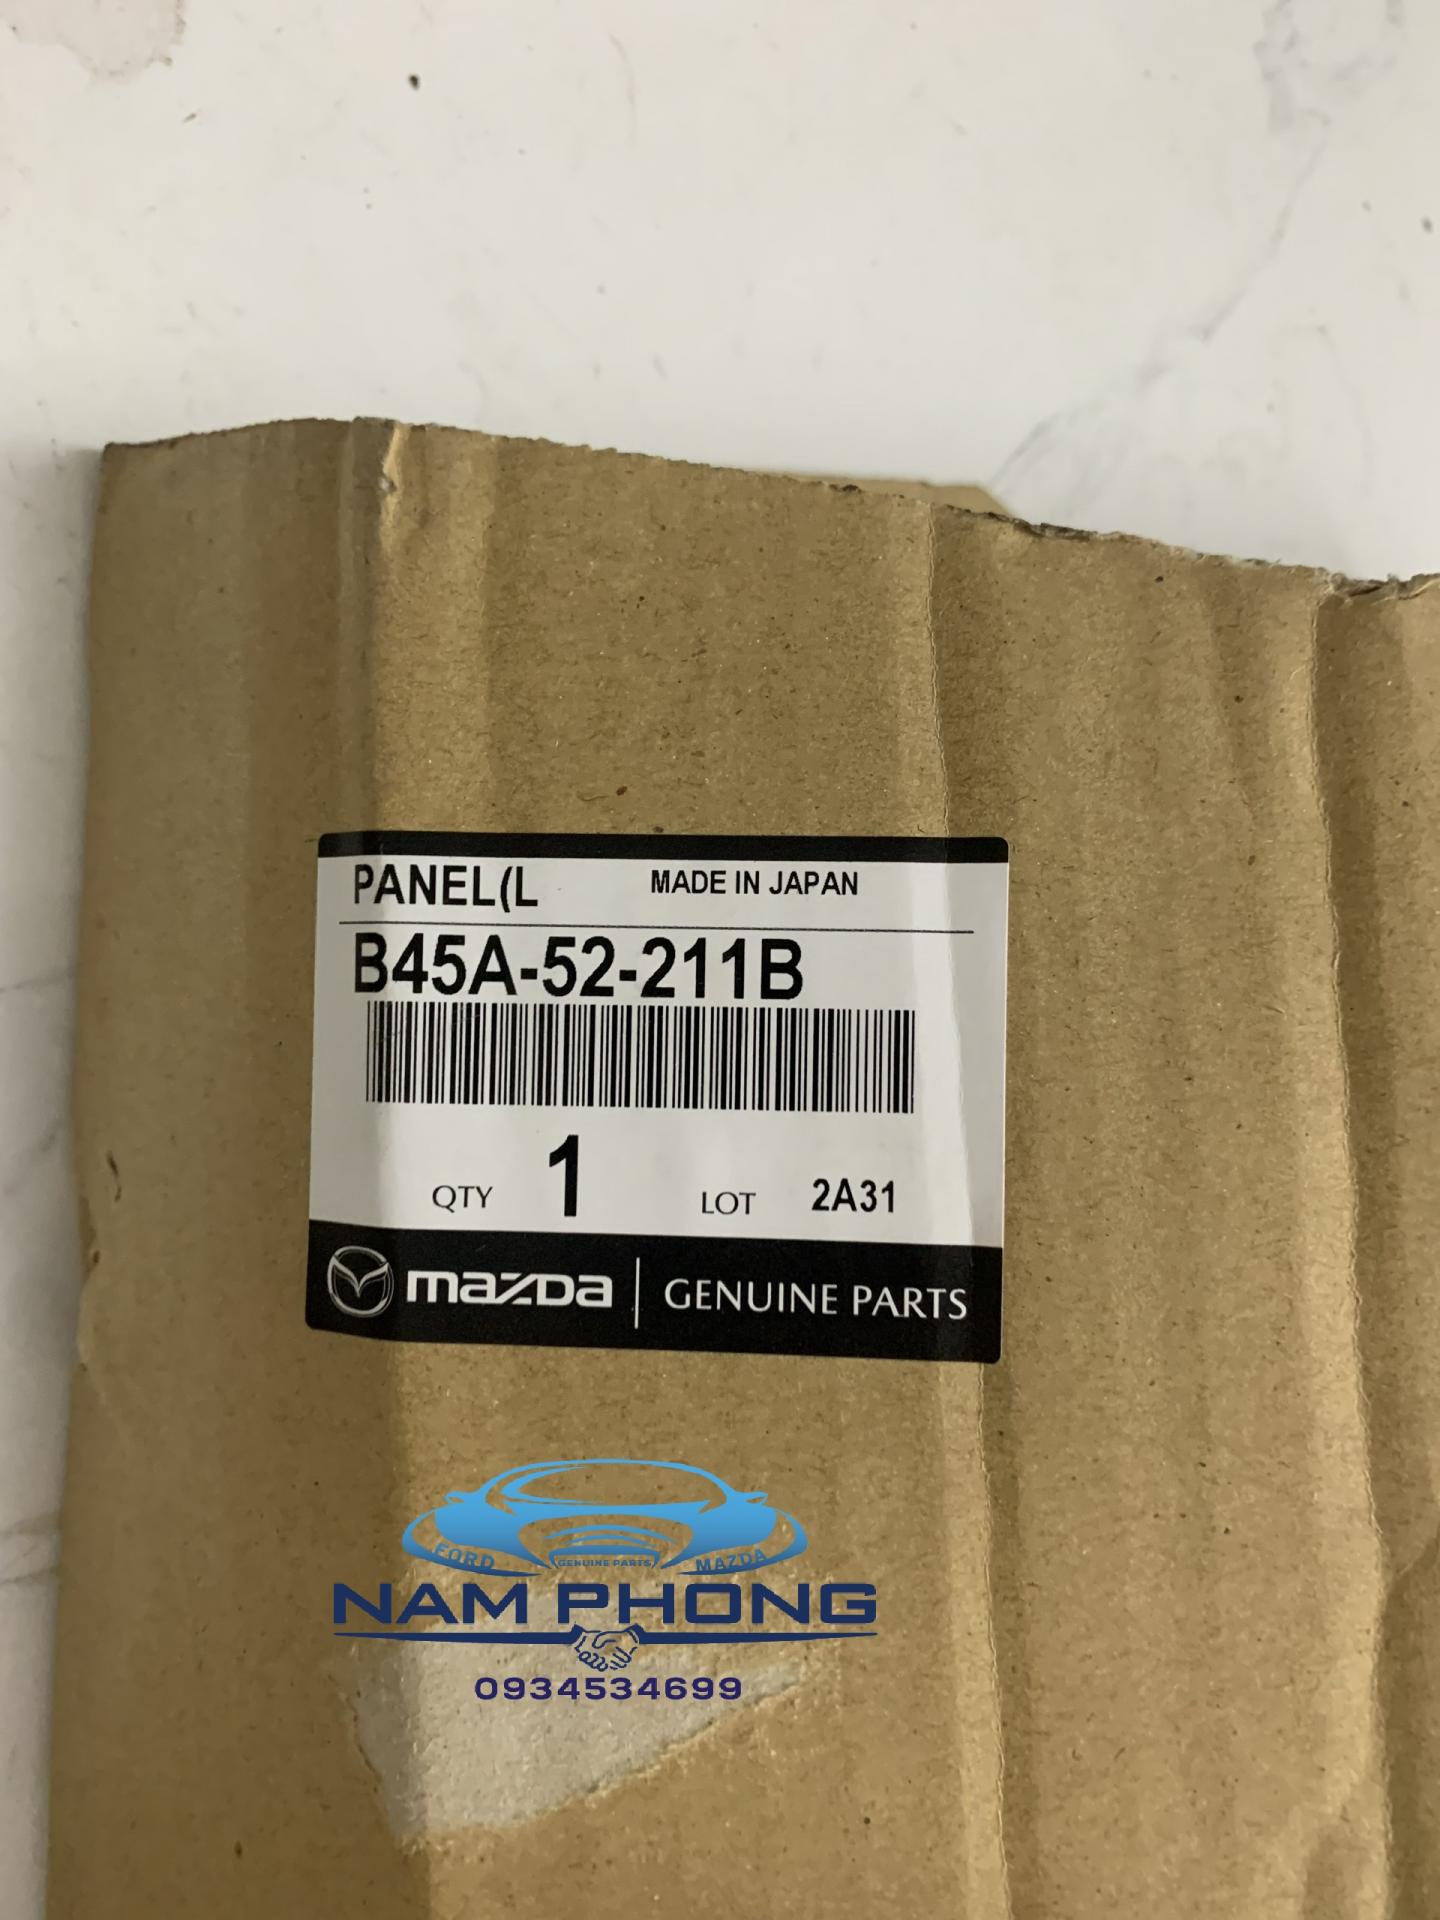 PANEL(L MADE IN JAPAN
B45A-52-211B
QTY 1 LOT 2A31
mazda GENUINE PARTS
FORD GENUINE PARTS MAZDA
NAM PHONG
0934534699